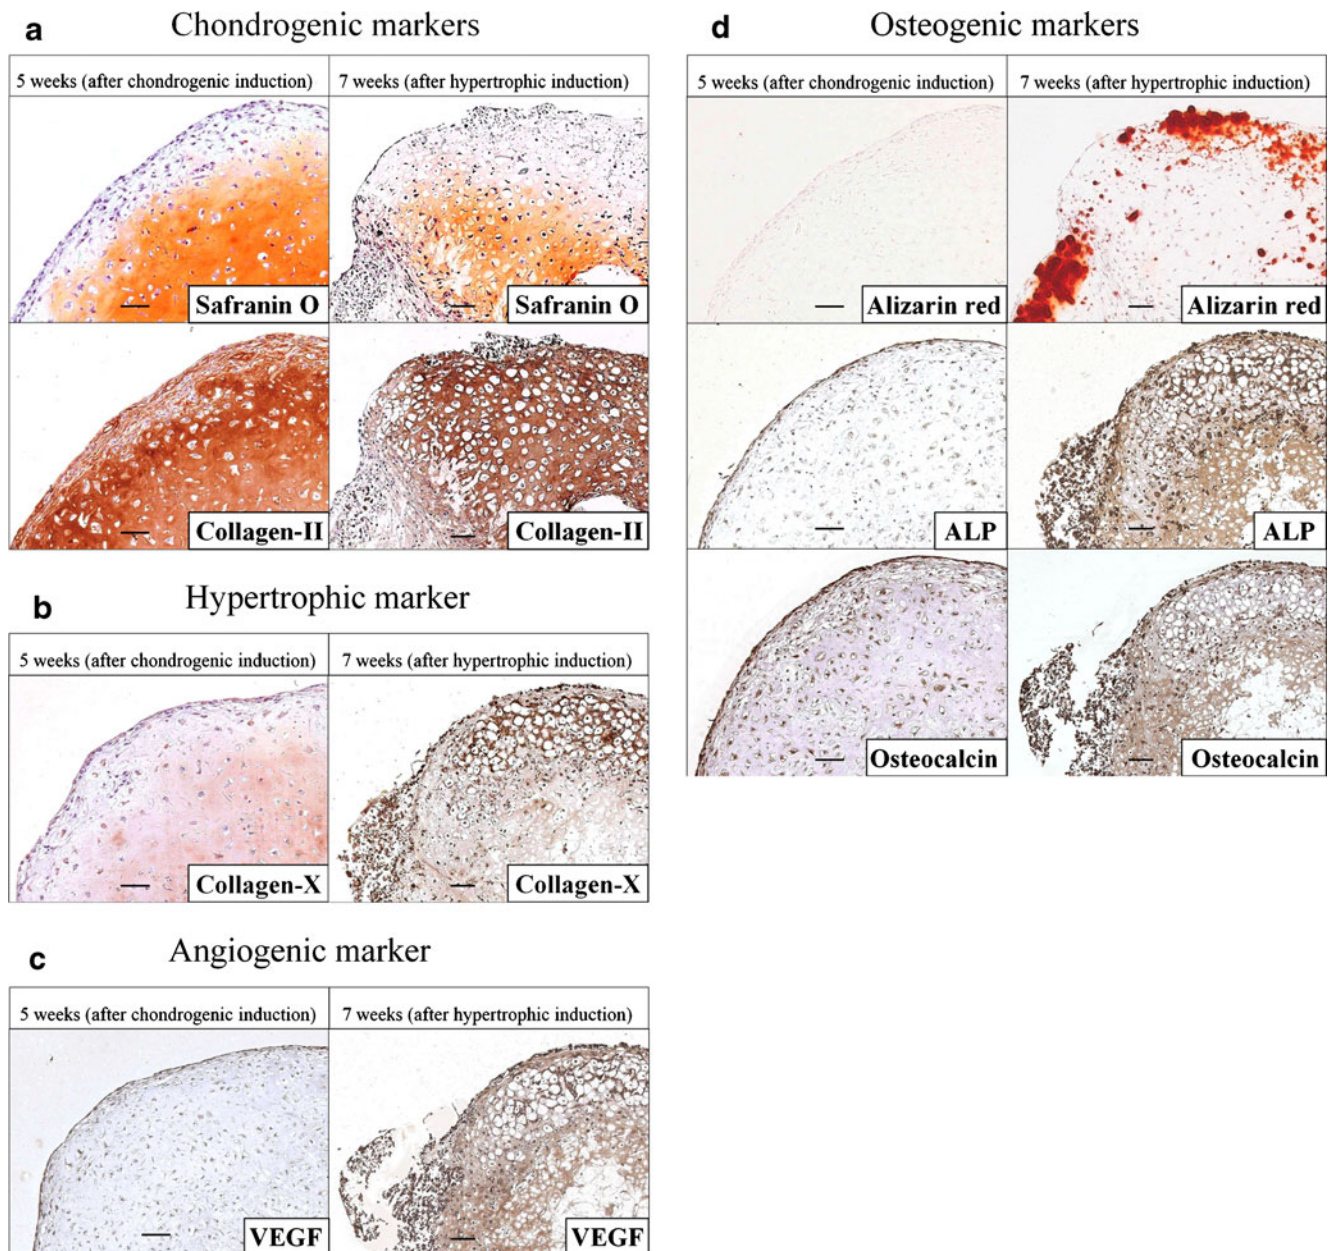 a Chondrogenic markers
5 weeks (after chondrogenic induction) 7 weeks (after hypertrophic induction)
Safranin O Safranin O
Collagen-II Collagen-II
b Hypertrophic marker
5 weeks (after chondrogenic induction) 7 weeks (after hypertrophic induction)
Collagen-X Collagen-X
c Angiogenic marker
5 weeks (after chondrogenic induction) 7 weeks (after hypertrophic induction)
VEGF VEGF
d Osteogenic markers
5 weeks (after chondrogenic induction) 7 weeks (after hypertrophic induction)
Alizarin red Alizarin red
ALP ALP
Osteocalcin Osteocalcin